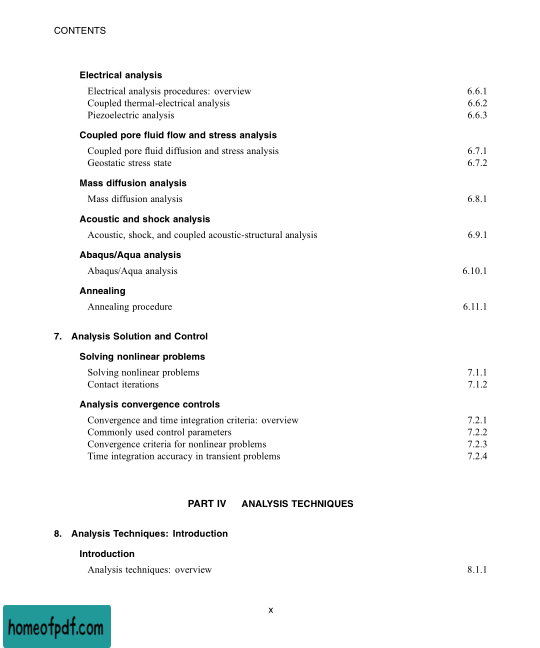 CONTENTS
Electrical analysis
Electrical analysis procedures: overview 6.6.1
Coupled thermal-electrical analysis 6.6.2
Piezoelectric analysis 6.6.3
Coupled pore fluid flow and stress analysis
Coupled pore fluid diffusion and stress analysis 6.7.1
Geostatic stress state 6.7.2
Mass diffusion analysis
Mass diffusion analysis 6.8.1
Acoustic and shock analysis
Acoustic, shock, and coupled acoustic-structural analysis 6.9.1
Abaqus/Aqua analysis
Abaqus/Aqua analysis 6.10.1
Annealing
Annealing procedure 6.11.1
7. Analysis Solution and Control
Solving nonlinear problems
Solving nonlinear problems 7.1.1
Contact iterations 7.1.2
Analysis convergence controls
Convergence and time integration criteria: overview 7.2.1
Commonly used control parameters 7.2.2
Convergence criteria for nonlinear problems 7.2.3
Time integration accuracy in transient problems 7.2.4
PART IV ANALYSIS TECHNIQUES
8. Analysis Techniques: Introduction
Introduction
Analysis techniques: overview 8.1.1
x
homeofpdf.com